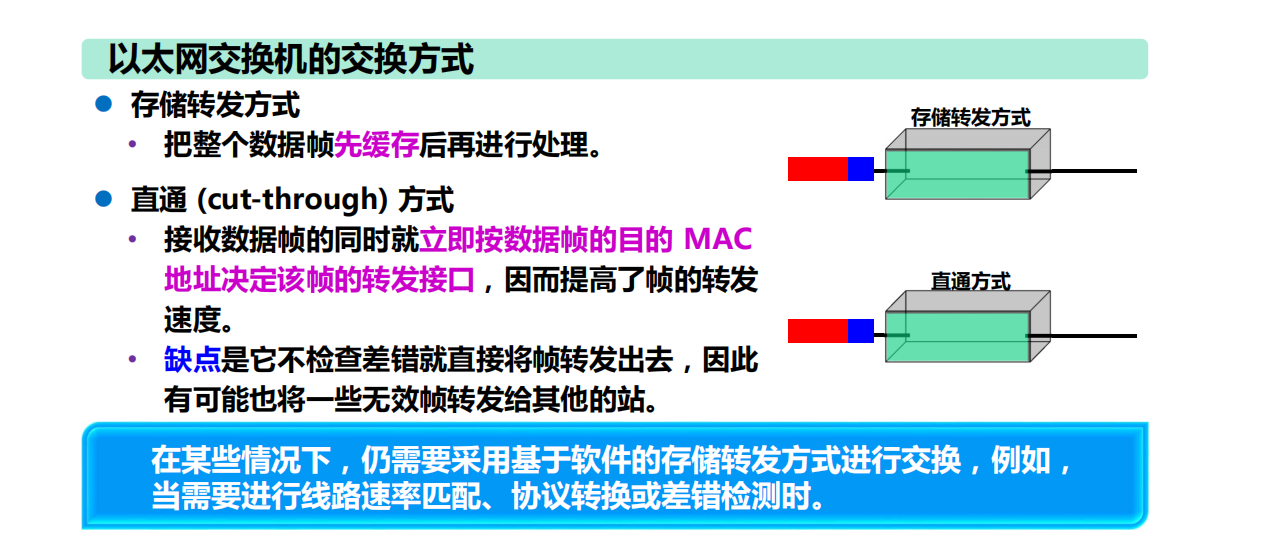 以太网交换机的交换方式
存储转发方式
把整个数据帧先缓存后再进行处理。
直通 (cut-through) 方式
接收数据帧的同时就立即按数据帧的目的 MAC
地址决定该帧的转发接口，因而提高了帧的转发
速度。
缺点是它不检查差错就直接将帧转发出去，因此
有可能也将一些无效帧转发给其他的站。
存储转发方式
直通方式
在某些情况下，仍需要采用基于软件的存储转发方式进行交换，例如，
当需要进行线路速率匹配、协议转换或差错检测时。